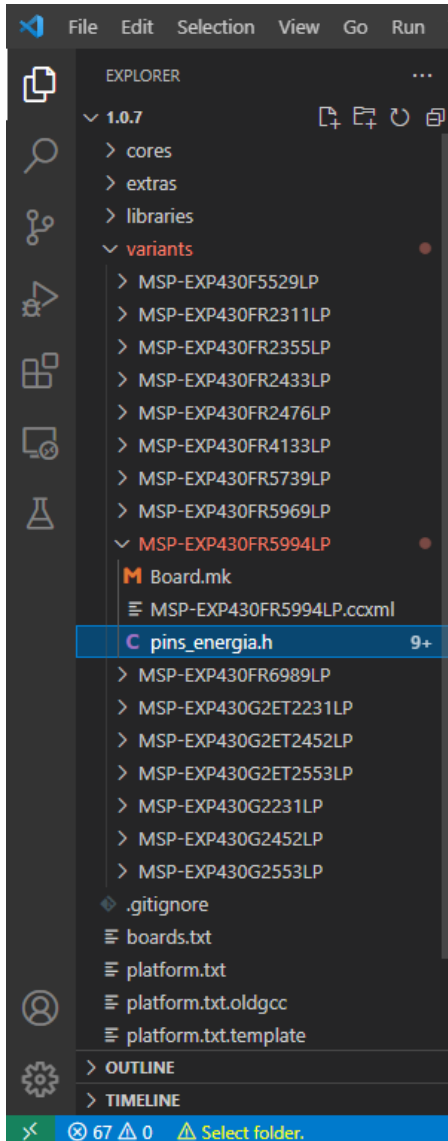 File Edit Selection View Go Run
EXPLORER
1.0.7
cores
extras
libraries
variants
MSP-EXP430F5529LP
MSP-EXP430FR2311LP
MSP-EXP430FR2355LP
MSP-EXP430FR2433LP
MSP-EXP430FR2476LP
MSP-EXP430FR4133LP
MSP-EXP430FR5739LP
MSP-EXP430FR5969LP
MSP-EXP430FR5994LP
M Board.mk
MSP-EXP430FR5994LP.ccxml
C pins_energia.h 9+
MSP-EXP430FR6989LP
MSP-EXP430G2ET2231LP
MSP-EXP430G2ET2452LP
MSP-EXP430G2ET2553LP
MSP-EXP430G2231LP
MSP-EXP430G2452LP
MSP-EXP430G2553LP
.gitignore
boards.txt
platform.txt
platform.txt.oldgcc
platform.txt.template
OUTLINE
TIMELINE
67 0 Select folder.